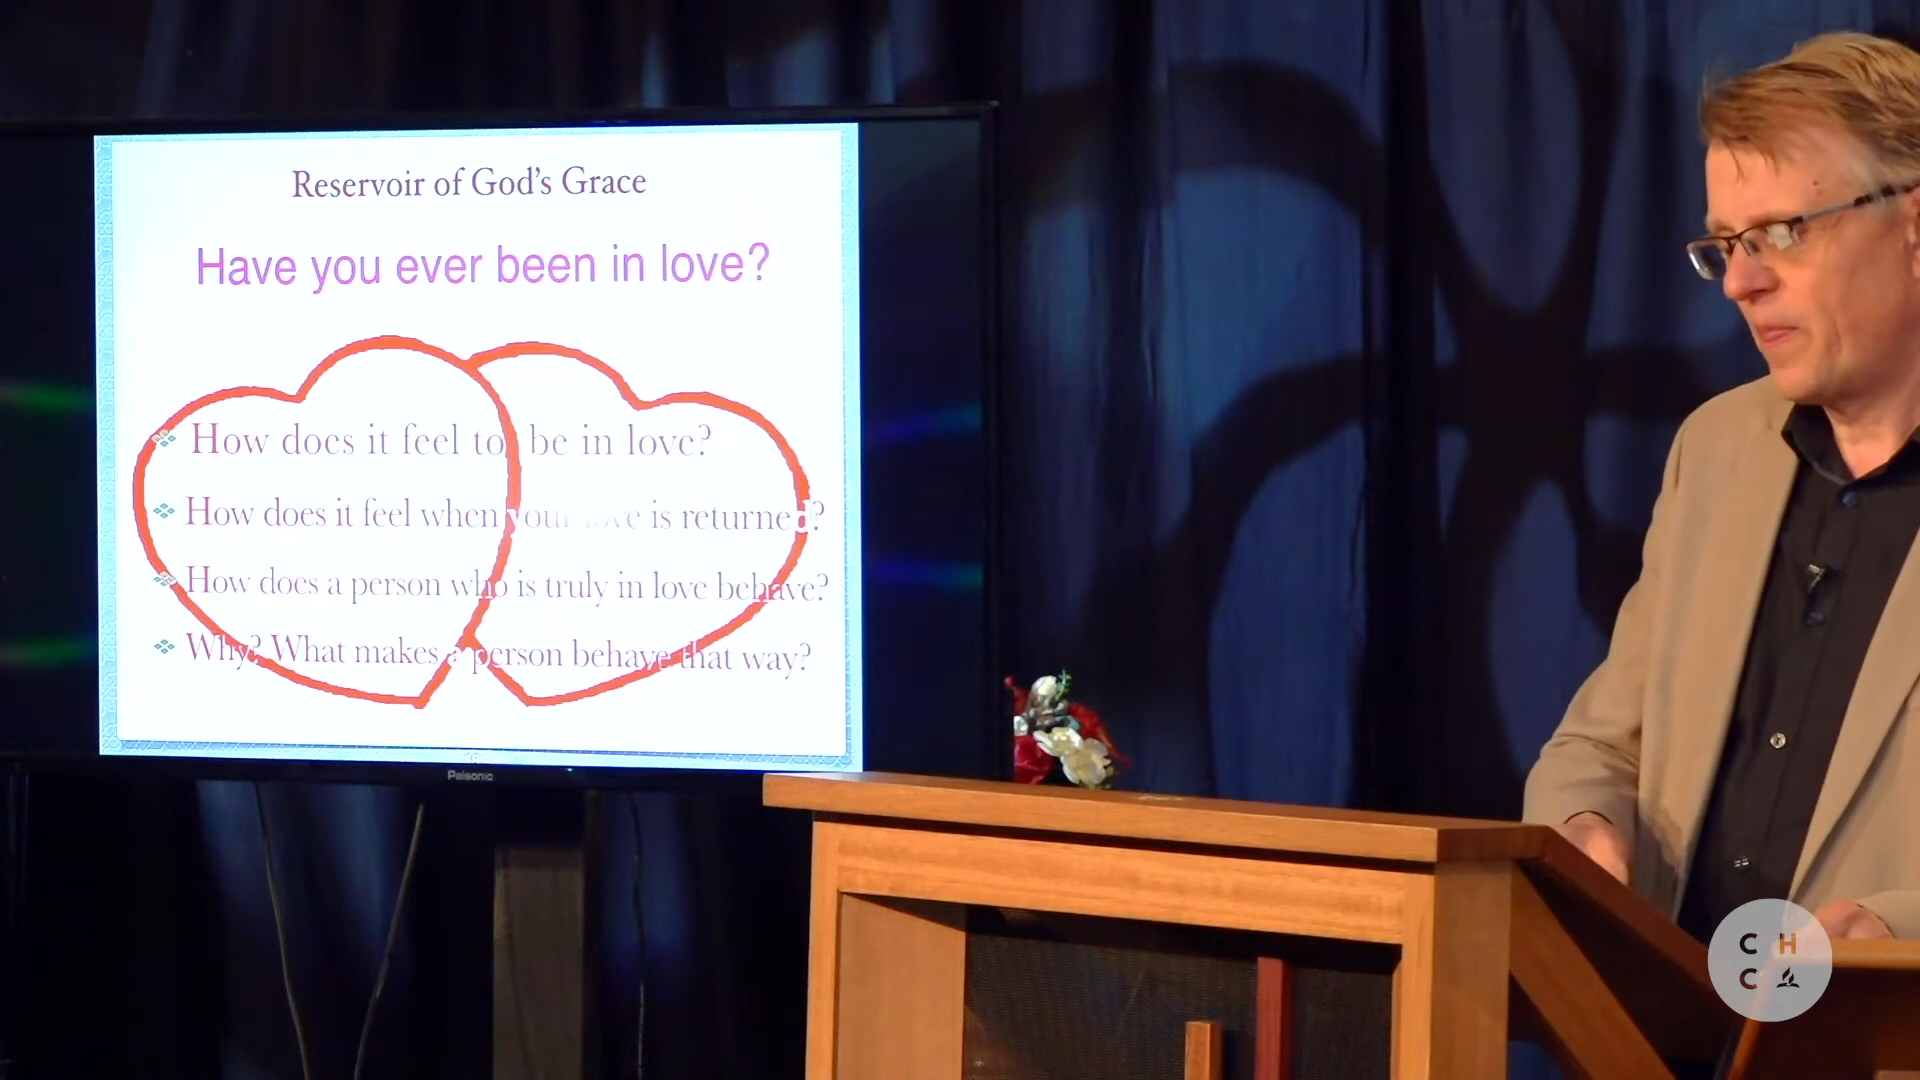 Reservoir of God's Grace
Have you ever been in love?
How does it feel to be in love?
How does it feel when your love is returned?
How does a person who is truly in love behave?
Why? What makes a person behave that way?
Palsonic
C H
C